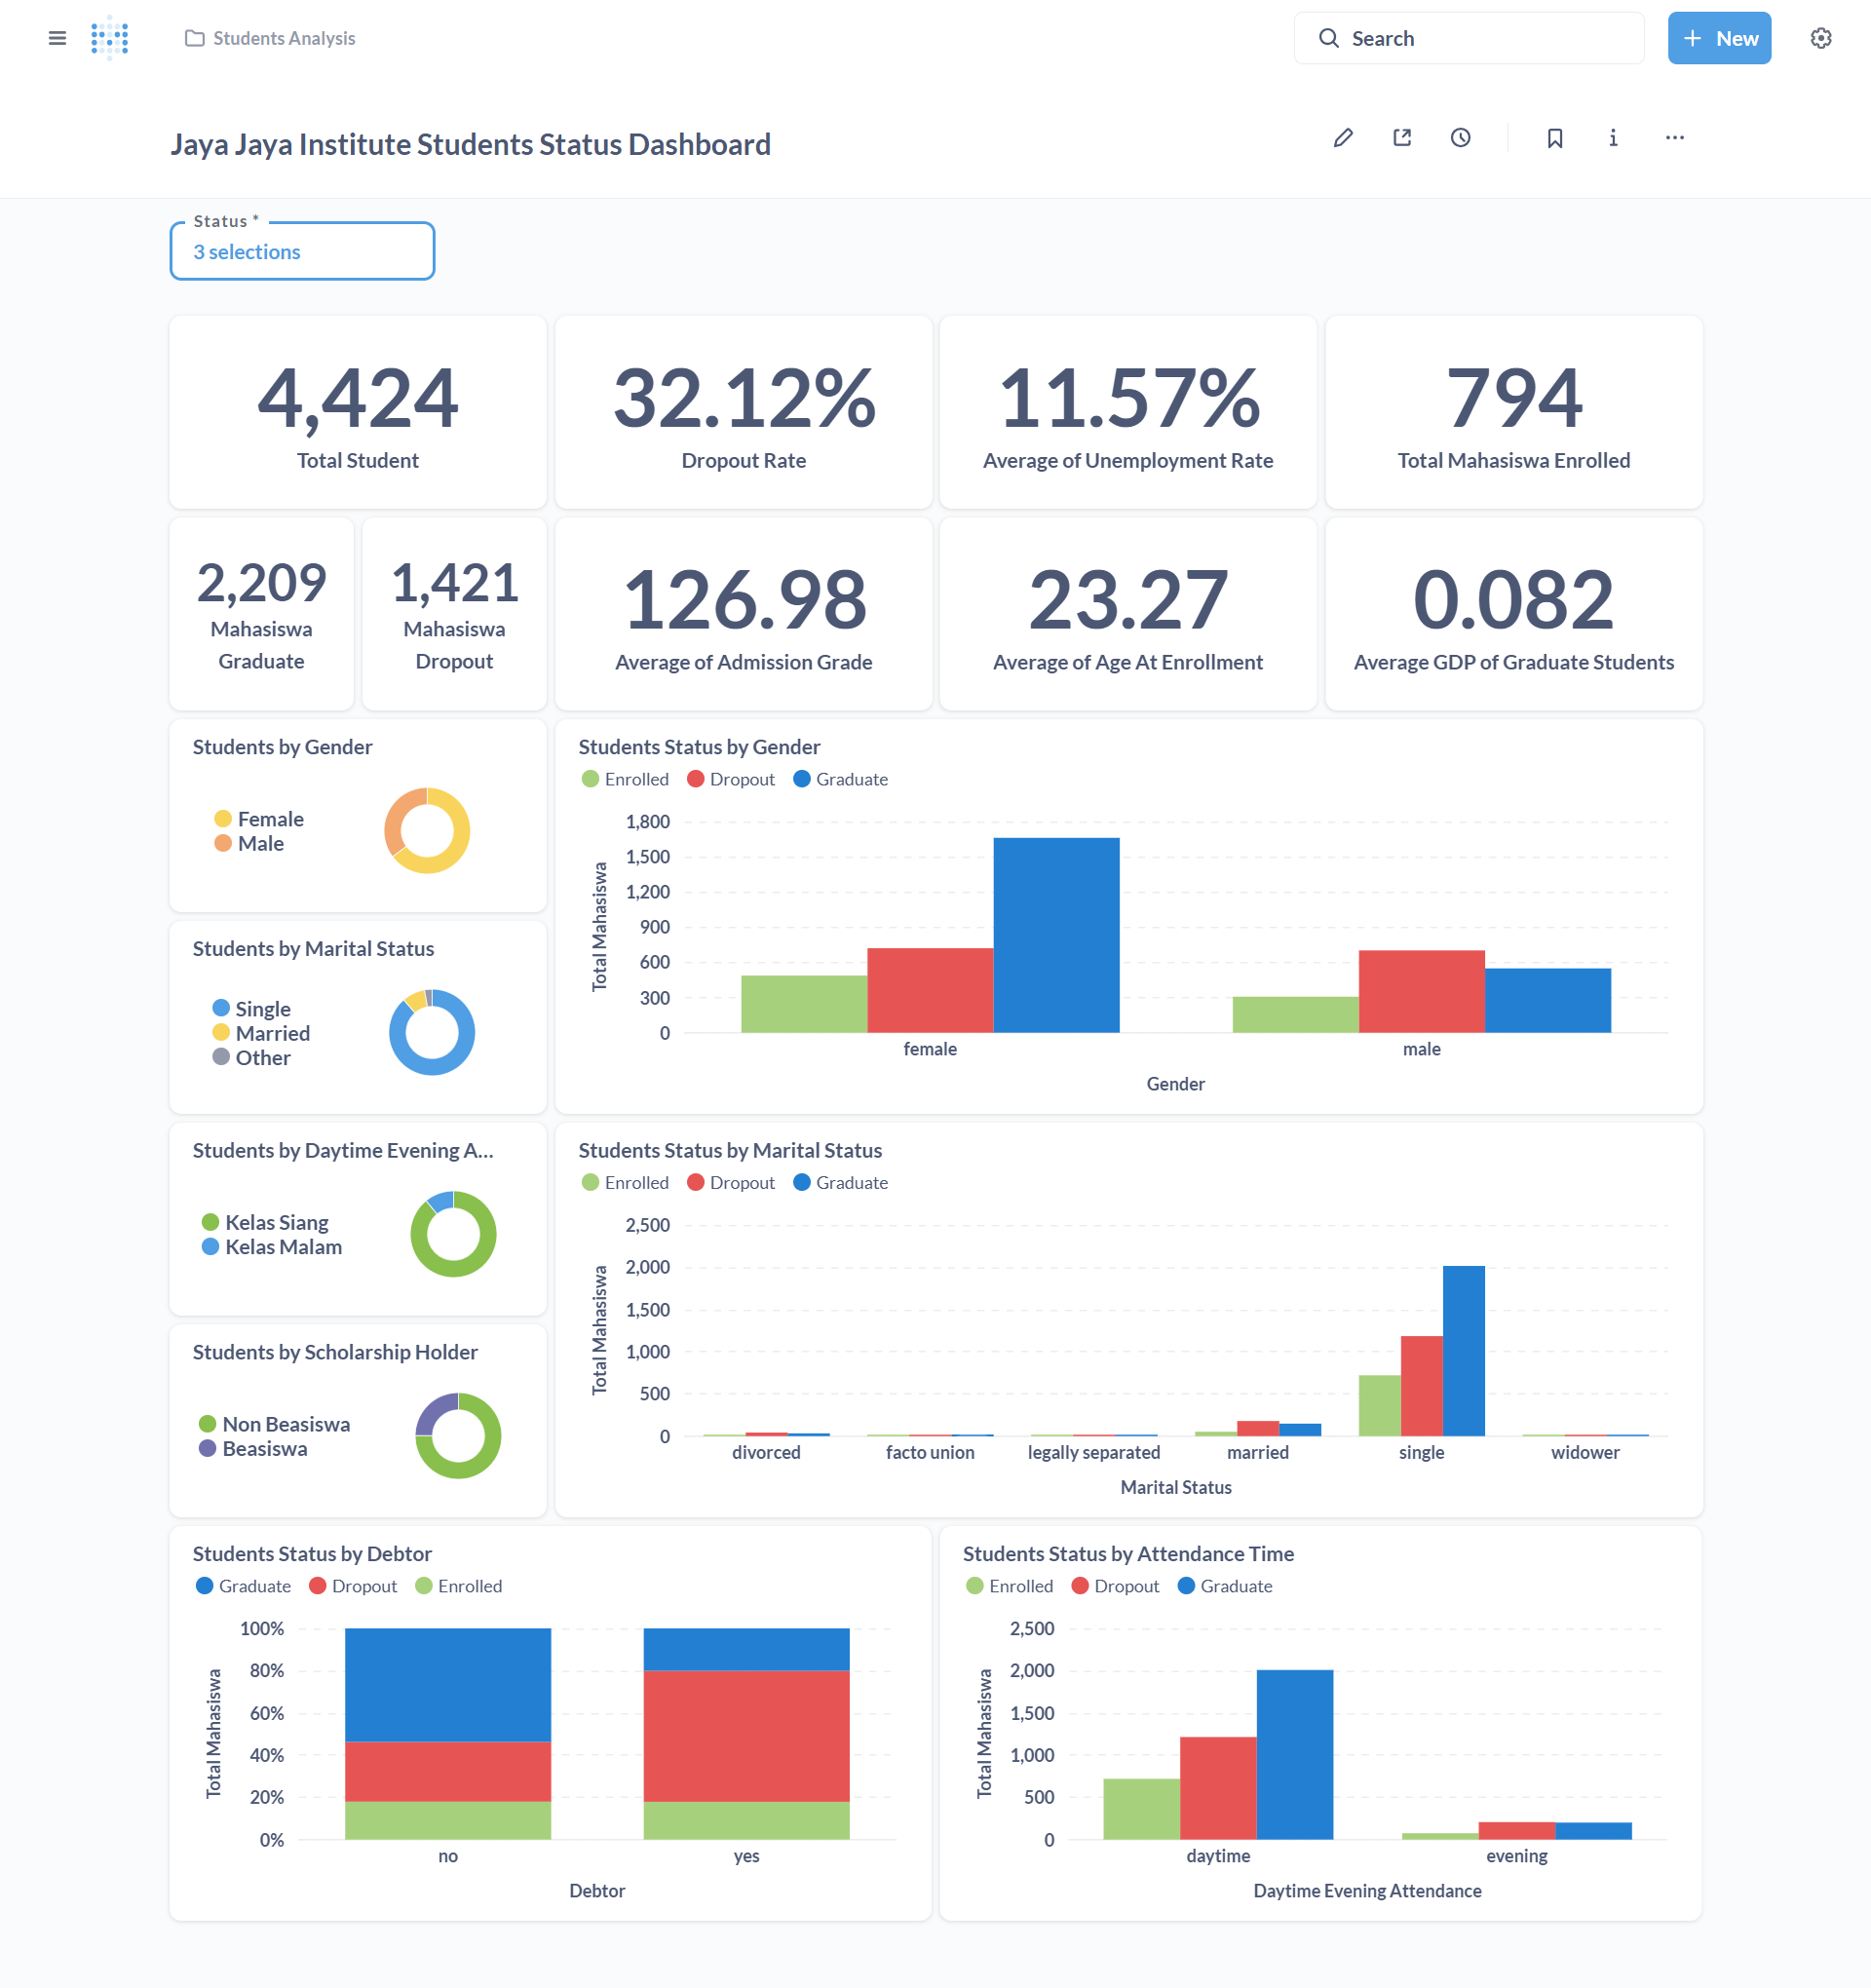 Students Analysis
Search
New
Jaya Jaya Institute Students Status Dashboard
Status *
3 selections
4,424
Total Student
32.12%
Dropout Rate
11.57%
Average of Unemployment Rate
794
Total Mahasiswa Enrolled
2,209
Mahasiswa
Graduate
1,421
Mahasiswa
Dropout
126.98
Average of Admission Grade
23.27
Average of Age At Enrollment
0.082
Average GDP of Graduate Students
Students by Gender
Female
Male
Students Status by Gender
Enrolled Dropout Graduate
1,800
1,500
1,200
900
600
300
0
Total Mahasiswa
female male
Gender
Students by Marital Status
Single
Married
Other
Students by Daytime Evening A...
Kelas Siang
Kelas Malam
Students Status by Marital Status
Enrolled Dropout Graduate
2,500
2,000
1,500
1,000
500
0
Total Mahasiswa
divorced facto union legally separated married single widower
Marital Status
Students by Scholarship Holder
Non Beasiswa
Beasiswa
Students Status by Debtor
Graduate Dropout Enrolled
100%
80%
60%
40%
20%
0%
Total Mahasiswa
no yes
Debtor
Students Status by Attendance Time
Enrolled Dropout Graduate
2,500
2,000
1,500
1,000
500
0
Total Mahasiswa
daytime evening
Daytime Evening Attendance